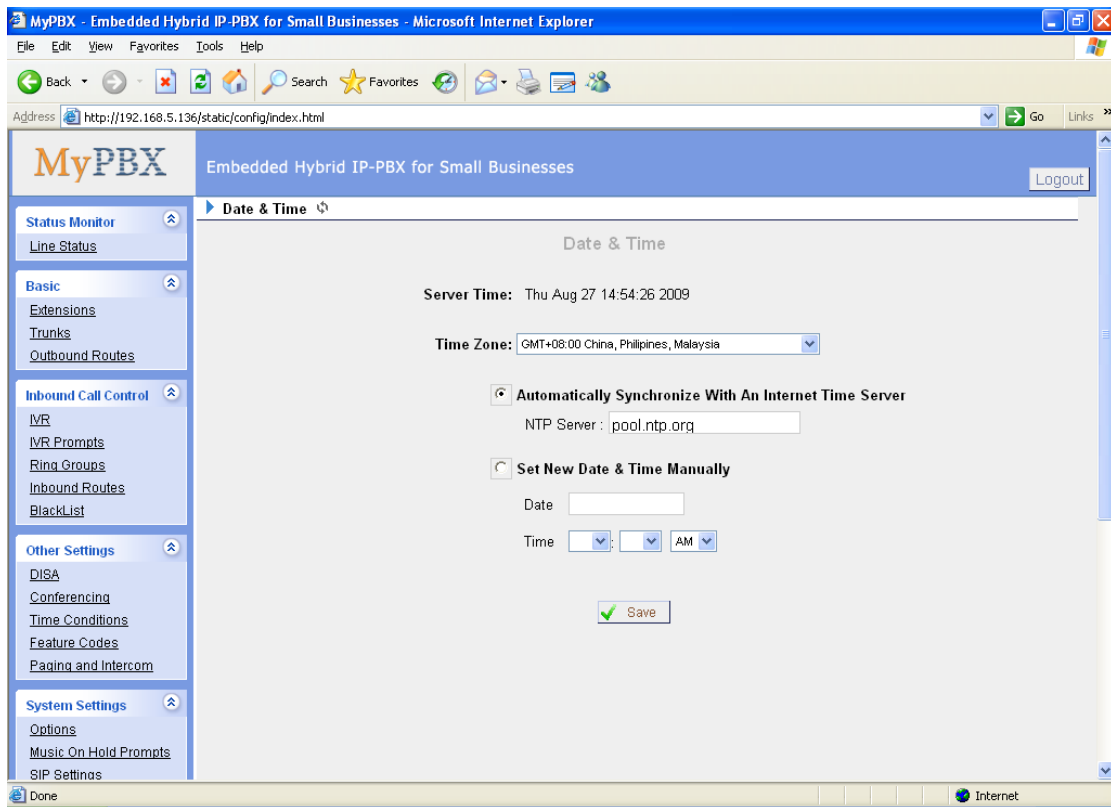 MyPBX - Embedded Hybrid IP-PBX for Small Businesses - Microsoft Internet Explorer
File Edit View Favorites Tools Help
Back Search Favorites
Address http://192.168.5.136/static/config/index.html Go Links »
MyPBX Embedded Hybrid IP-PBX for Small Businesses
Logout
Status Monitor
Line Status
Basic
Extensions
Trunks
Outbound Routes
Inbound Call Control
IVR
IVR Prompts
Ring Groups
Inbound Routes
BlackList
Other Settings
DISA
Conferencing
Time Conditions
Feature Codes
Paging and Intercom
System Settings
Options
Music On Hold Prompts
SIP Settings
Date & Time
Date & Time
Server Time: Thu Aug 27 14:54:26 2009
Time Zone: GMT+08:00 China, Philipines, Malaysia
Automatically Synchronize With An Internet Time Server
NTP Server : pool.ntp.org
Set New Date & Time Manually
Date
Time : AM
Save
Done Internet